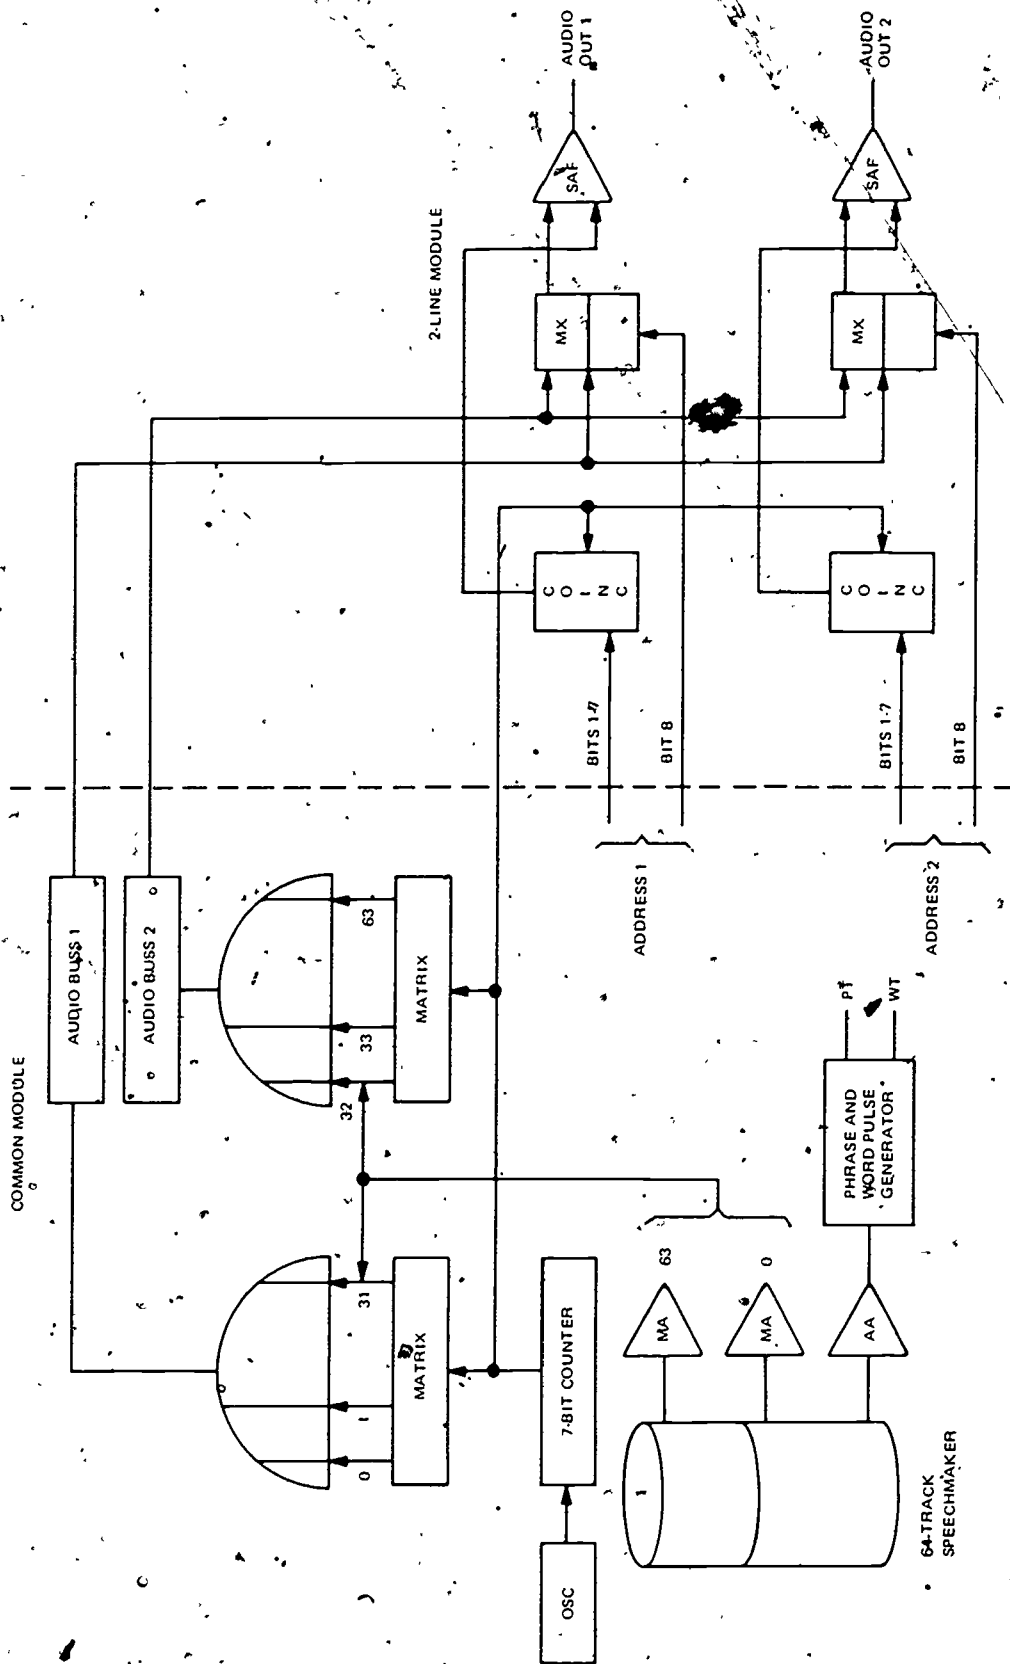 COMMON MODULE
AUDIO BUSS 1
AUDIO BUSS 2
2-LINE MODULE
0
1
31
32
33
63
MATRIX
MATRIX
OSC
7-BIT COUNTER
C O I N C
MX
SAF
AUDIO
OUT 1
BITS 1-7
BIT 8
ADDRESS 1
C O I N C
MX
SAF
AUDIO
OUT 2
BITS 1-7
BIT 8
ADDRESS 2
1
MA
63
MA
0
AA
PHRASE AND
WORD PULSE
GENERATOR
PT
WT
64-TRACK
SPEECHMAKER